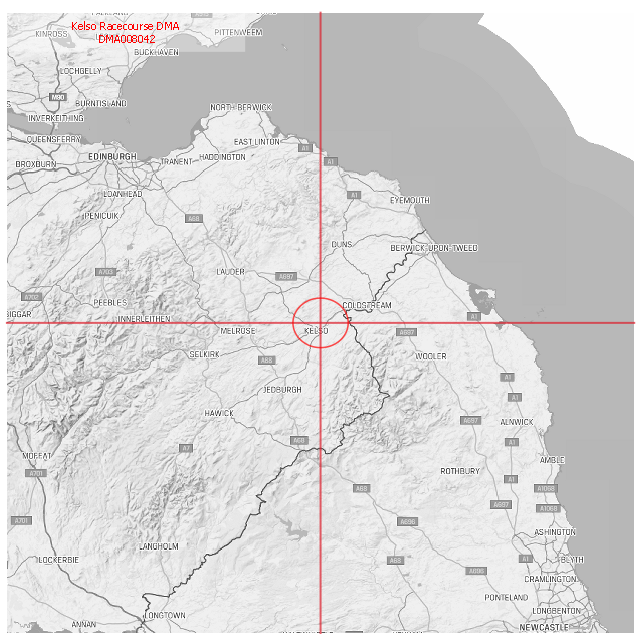 Kelso Racecourse DMA
DMA008042
KINROSS
PITTENWEEM
BUCKHAVEN
LOCHGELLY
M90
BURNTISLAND
NORTH BERWICK
INVERKEITHING
QUEENSFERRY
EAST LINTON
A1
EDINBURGH
HADDINGTON
TRANENT
A1
BROXBURN
LOANHEAD
A1
EYEMOUTH
PENICUIK
A68
DUNS
BERWICK-UPON-TWEED
LAUDER
A703
A697
A702
PEEBLES
COLDSTREAM
BIGGAR
INNERLEITHEN
A1
MELROSE
KELSO
A697
SELKIRK
A68
WOOLER
A1
JEDBURGH
A1
HAWICK
A697
ALNWICK
A68
A1
A7
MOFFAT
AMBLE
A701
ROTHBURY
A1
A68
A1068
A697
A1068
A701
A696
ASHINGTON
LANGHOLM
LOCKERBIE
A68
A1
BLYTH
A696
CRAMLINGTON
PONTELAND
LONGBENTON
LONGTOWN
ANNAN
NEWCASTLE